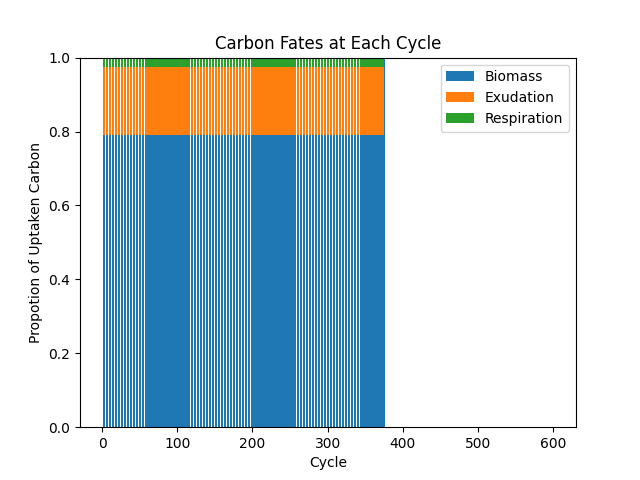 Carbon Fates at Each Cycle
Propotion of Uptaken Carbon
1.0
0.8
0.6
0.4
0.2
0.0
Biomass
Exudation
Respiration
0 100 200 300 400 500 600
Cycle